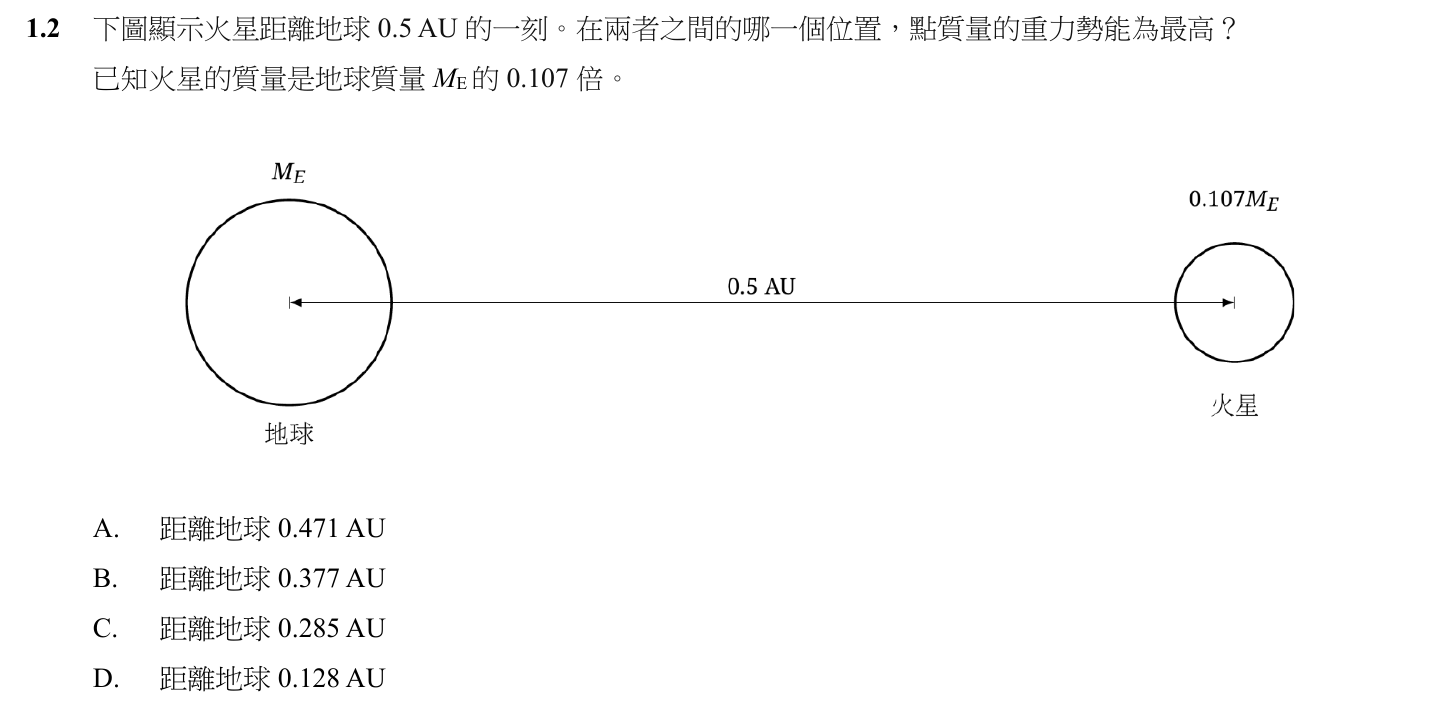 1.2 下圖顯示火星距離地球 0.5 AU 的一刻。在兩者之間的哪一個位置，點質量的重力勢能為最高？
已知火星的質量是地球質量 ME 的 0.107 倍。
ME
0.107ME
0.5 AU
火星
地球
A. 距離地球 0.471 AU
B. 距離地球 0.377 AU
C. 距離地球 0.285 AU
D. 距離地球 0.128 AU